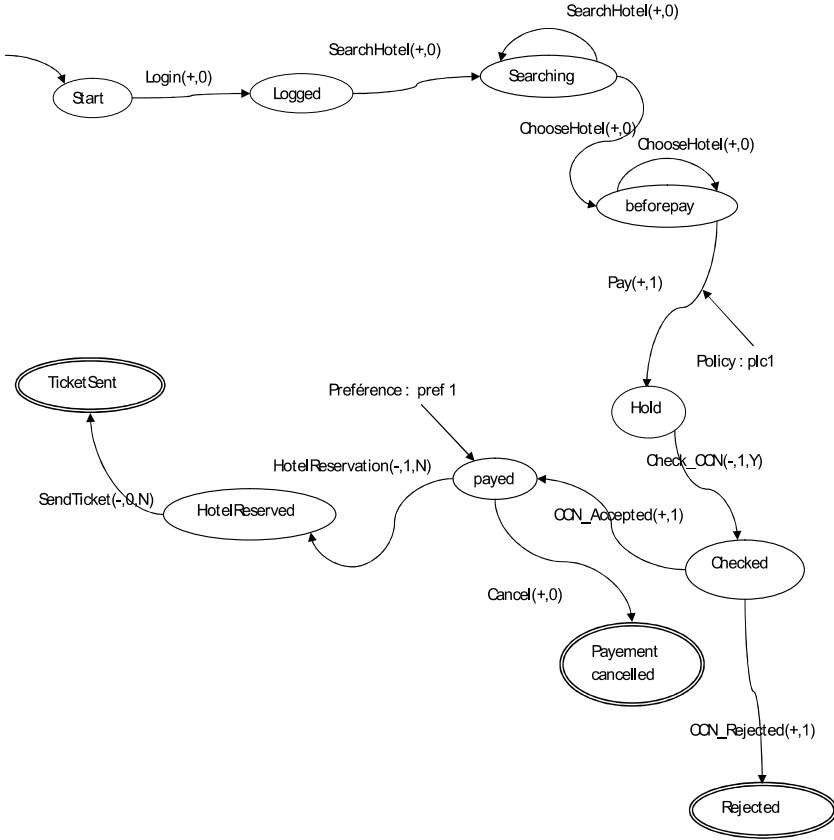 SearchHotel(+,0)
SearchHotel(+,0)
Login(+,0)
Searching
Start
Logged
ChooseHotel(+,0)
ChooseHotel(+,0)
beforepay
Pay(+,1)
Policy : plc1
TicketSent
Preférence : pref 1
Hold
HotelReservation(-,1,N)
Check_CCN(-,1,Y)
payed
SendTicket(-,0,N)
HotelReserved
CCN_Accepted(+,1)
Checked
Cancel(+,0)
Payement
cancelled
CCN_Rejected(+,1)
Rejected